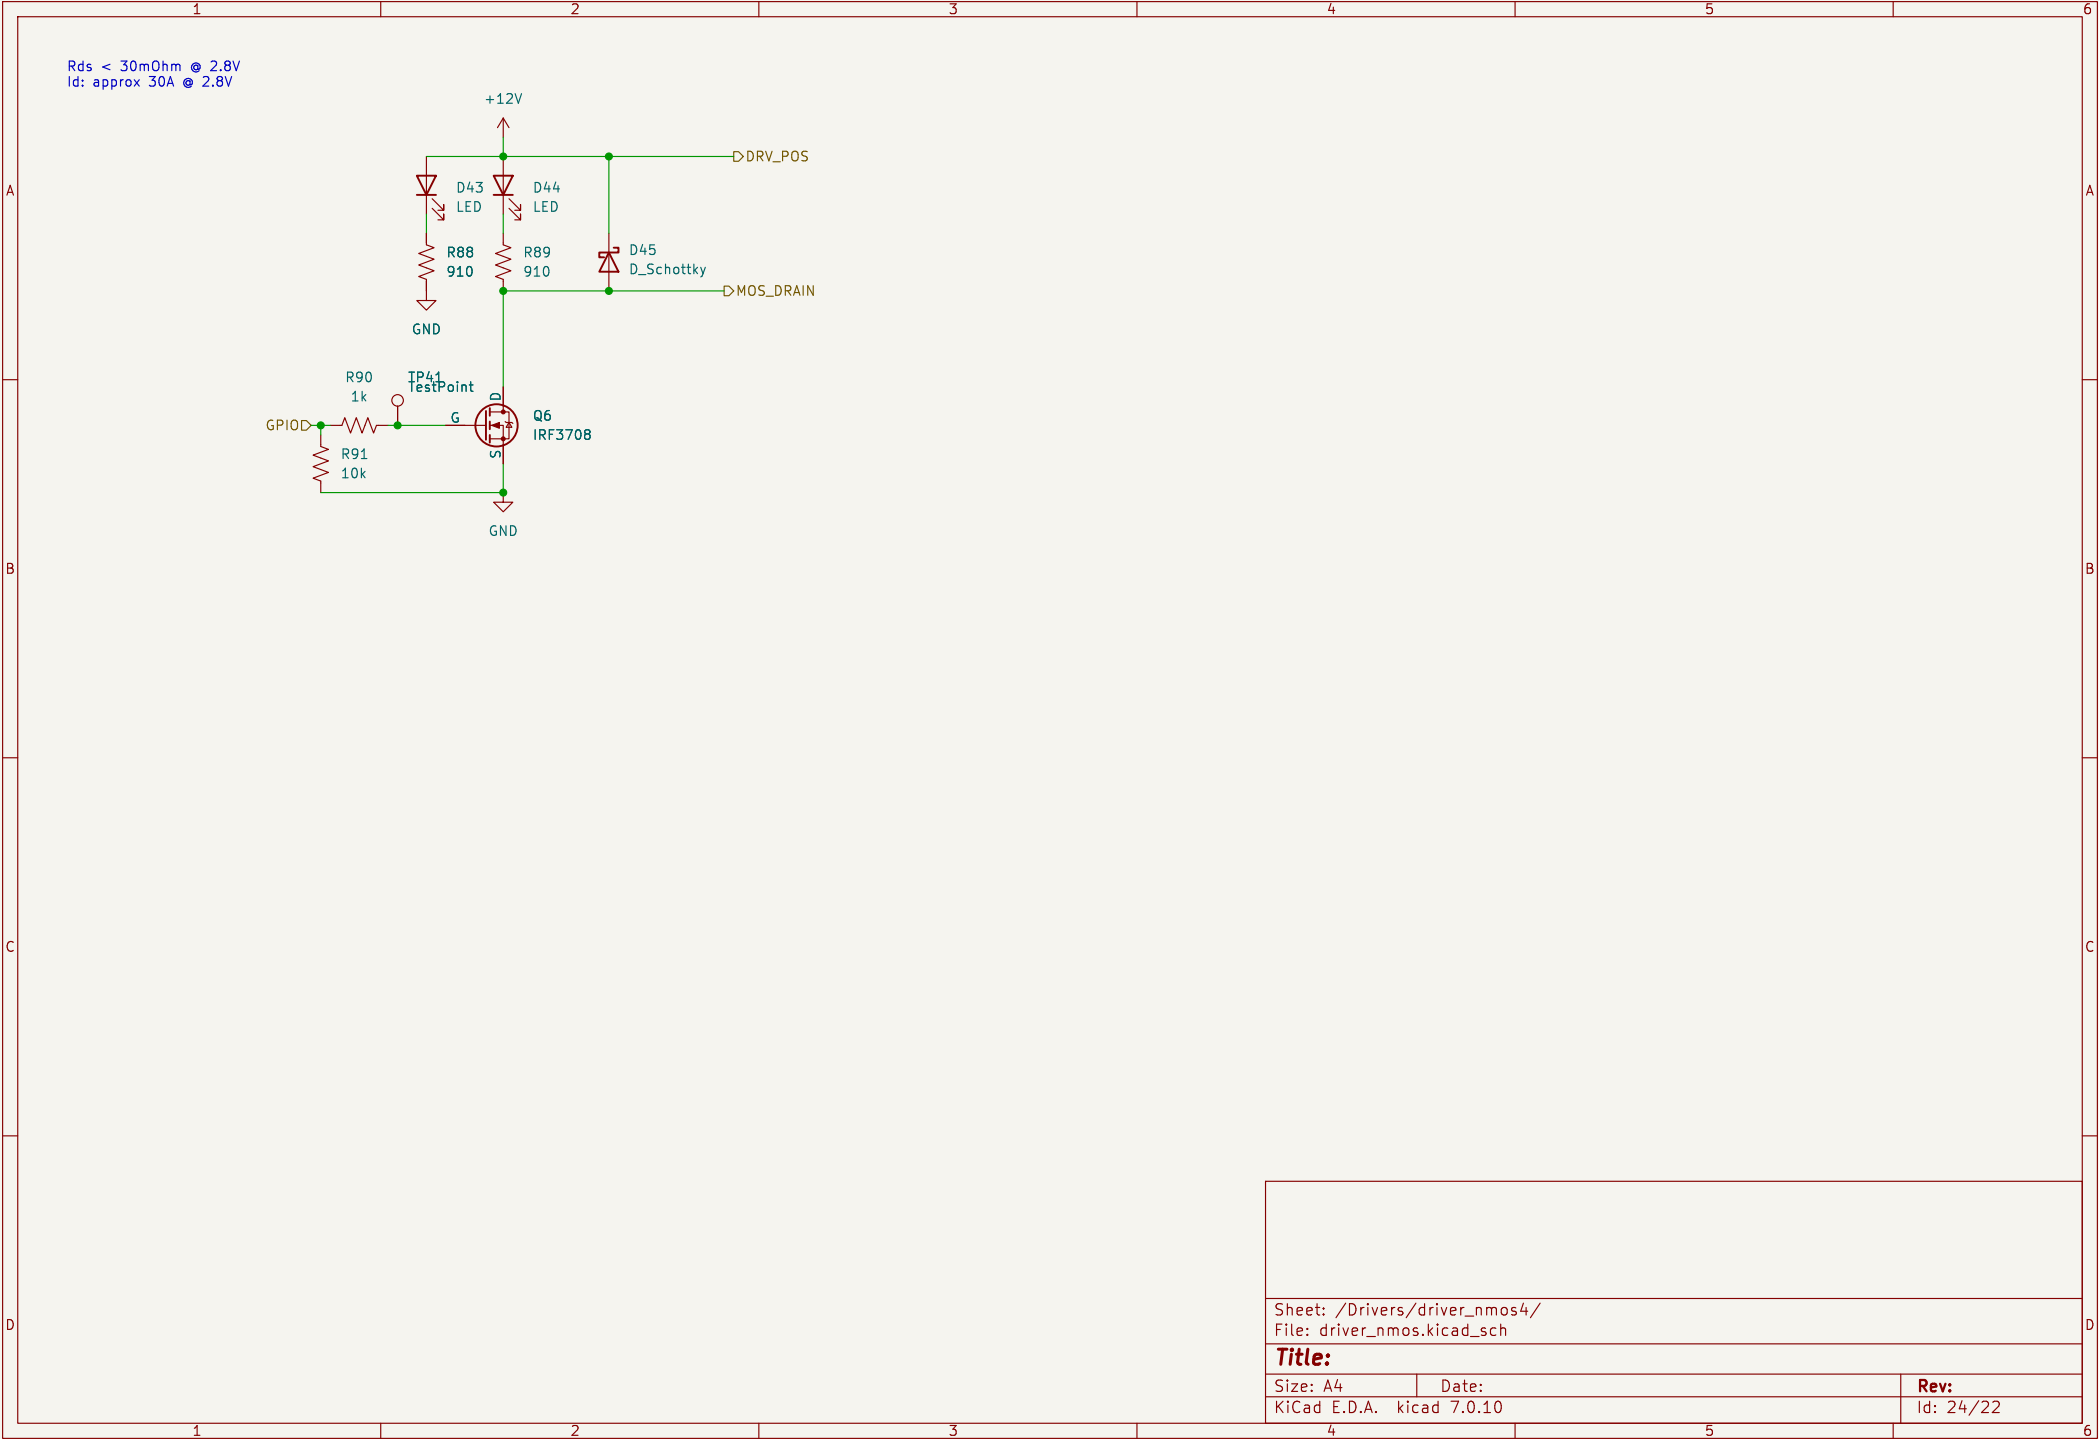 1 2 3 4 5 6
Rds < 30mOhm @ 2.8V
Id: approx 30A @ 2.8V
+12V
DRV_POS
A A
D43
LED
D44
LED
R88
910
R89
910
D45
D_Schottky
MOS_DRAIN
GND
R90
1k
TP41
TestPoint
D
G
S
Q6
IRF3708
GPIO
R91
10k
GND
B B
C C
D D
Sheet: /Drivers/driver_nmos4/
File: driver_nmos.kicad_sch
Title:
Size: A4 Date: Rev:
KiCad E.D.A. kicad 7.0.10 Id: 24/22
1 2 3 4 5 6